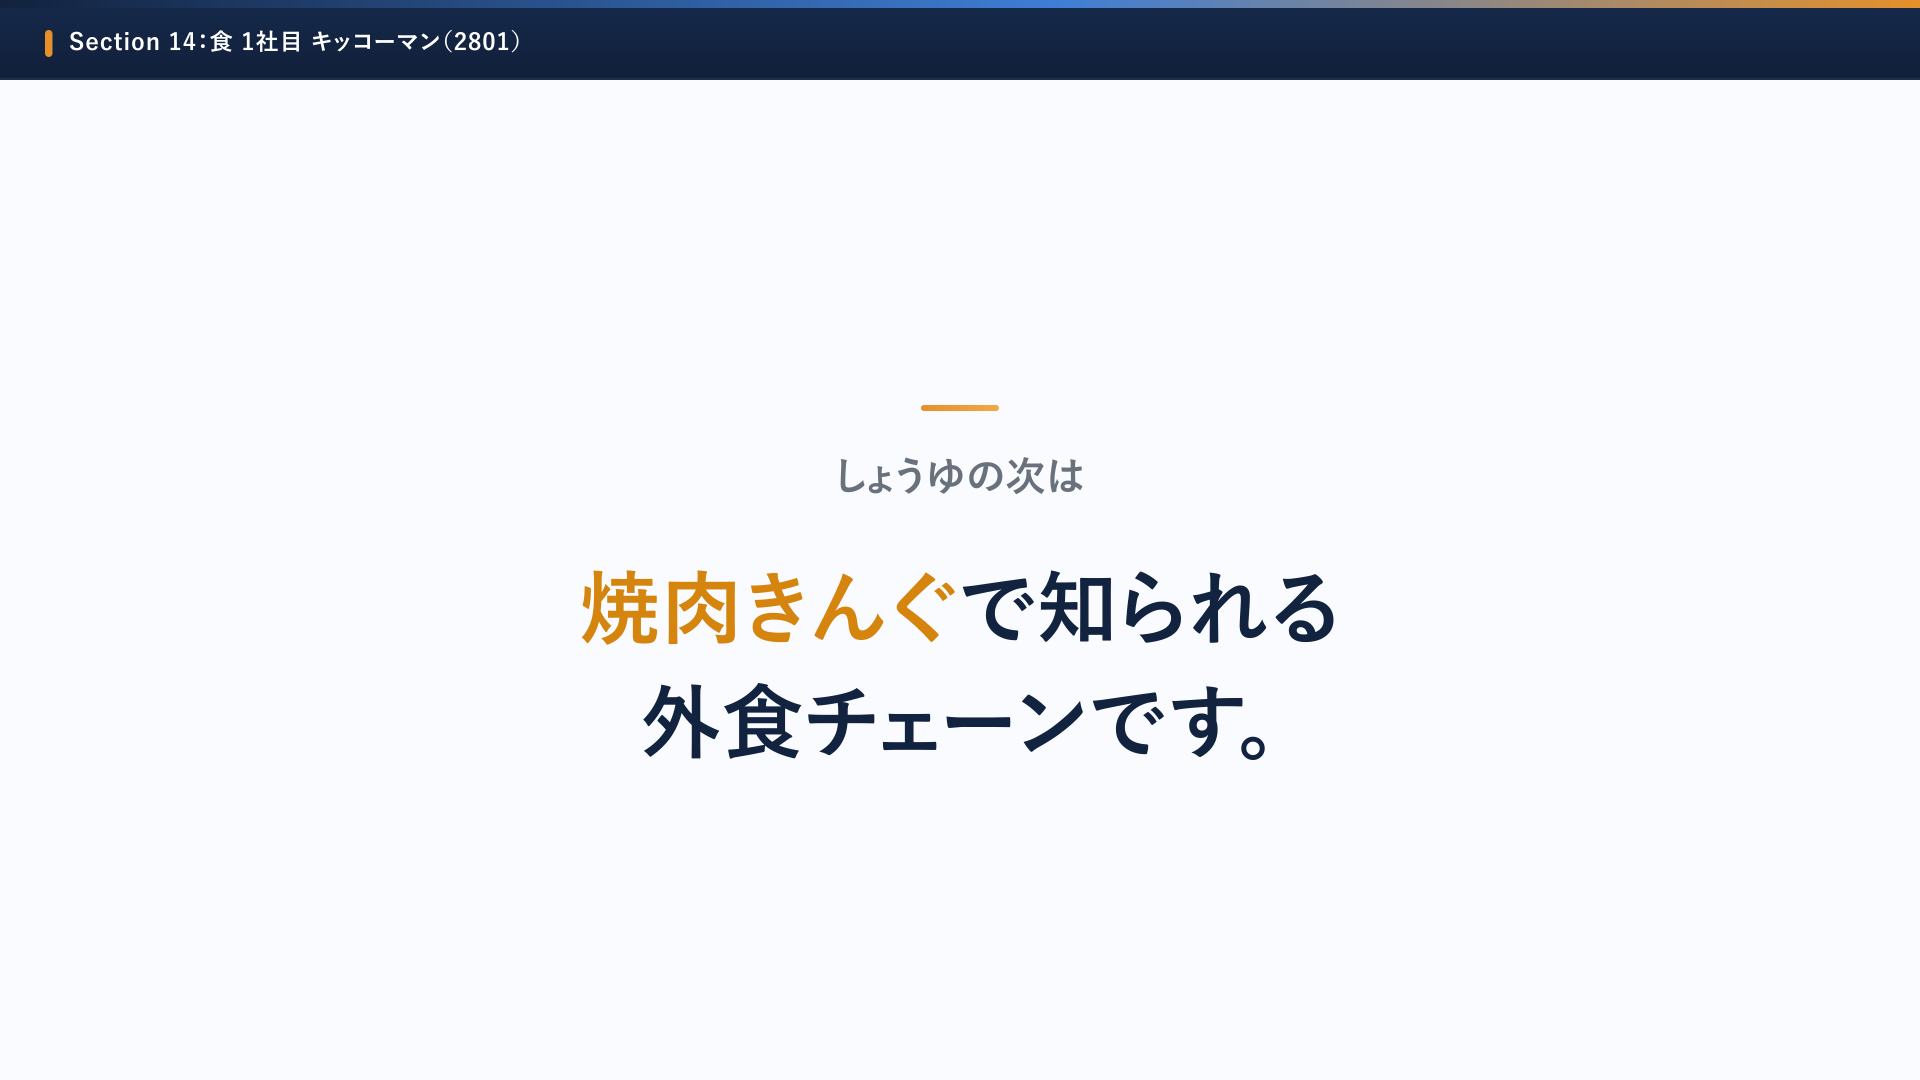 Section 14：食 1社目 キッコーマン（2801）
しょうゆの次は
焼肉きんぐで知られる
外食チェーンです。